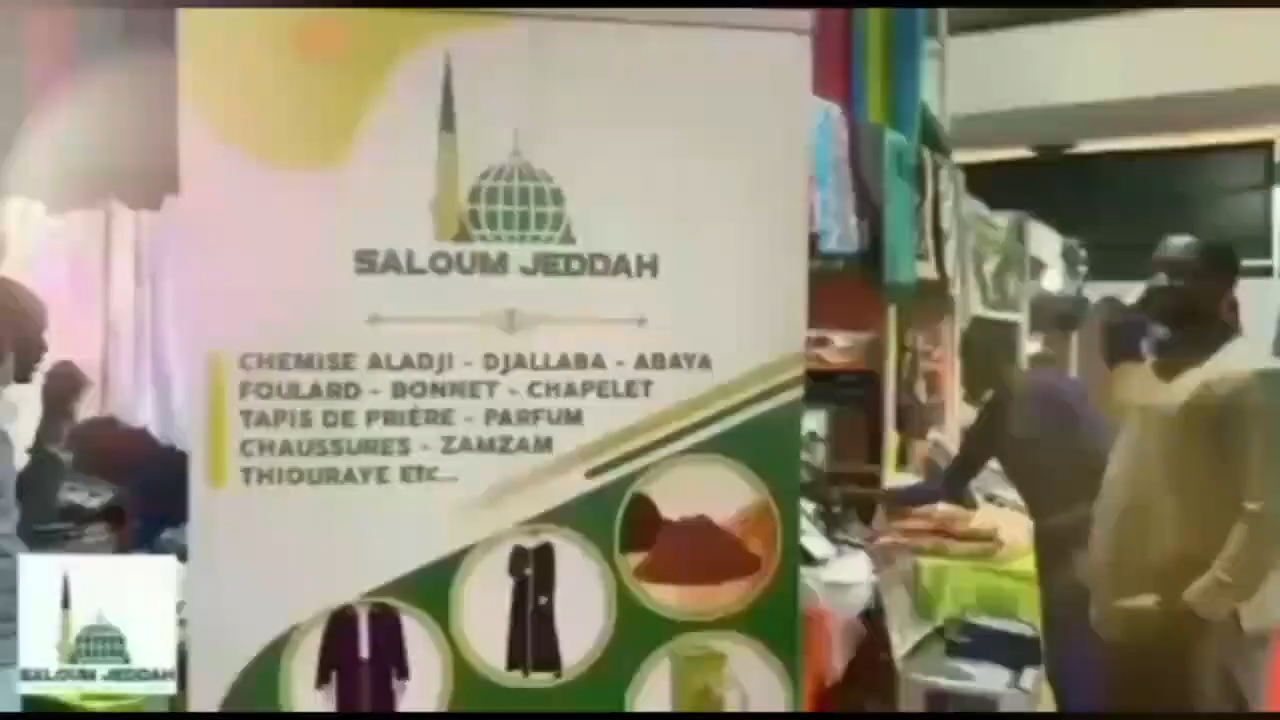 SALOUM JEDDAH
CHEMISE ALADJI - DJALLABA - ABAYA
FOULARD - BONNET - CHAPELET
TAPIS DE PRIÈRE - PARFUM
CHAUSSURES - ZAMZAM
THIOURAYE Etc...
SALOUM JEDDAH